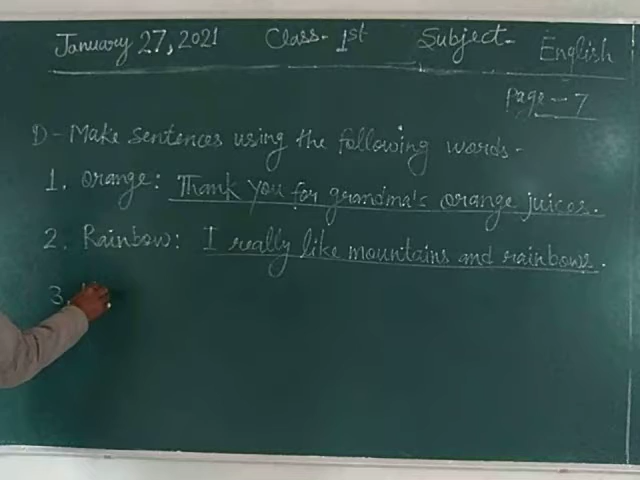 January 27, 2021 Class- 1st Subject- English
Page - 7
D - Make sentences using the following words -
1. Orange: Thank you for grandma's orange juices.
2. Rainbow: I really like mountains and rainbows.
3.